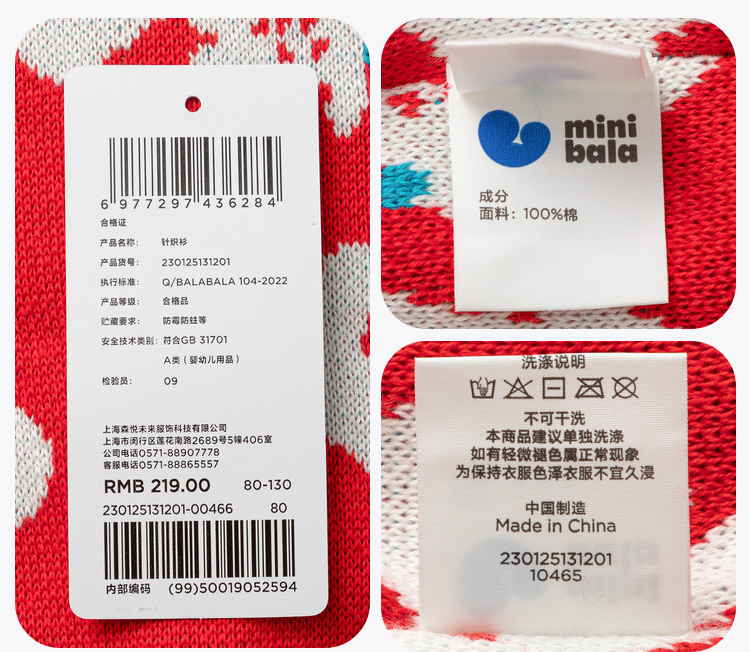 6 977297 436284
合格证
产品名称： 针织衫
产品货号： 230125131201
执行标准： Q/BALABALA 104-2022
产品等级： 合格品
贮藏要求： 防霉防蛀等
安全技术类别：符合GB 31701
A类（婴幼儿用品）
检验员： 09
上海森悦未来服饰科技有限公司
上海市闵行区莲花南路2689号5幢406室
公司电话0571-88907778
客服电话0571-88865557
RMB 219.00 80-130
230125131201-00466 80
内部编码 (99)50019052594
mini
bala
成分
面料：100%棉
洗涤说明
不可干洗
本商品建议单独洗涤
如有轻微褪色属正常现象
为保持衣服色泽衣服不宜久浸
中国制造
Made in China
230125131201
10465